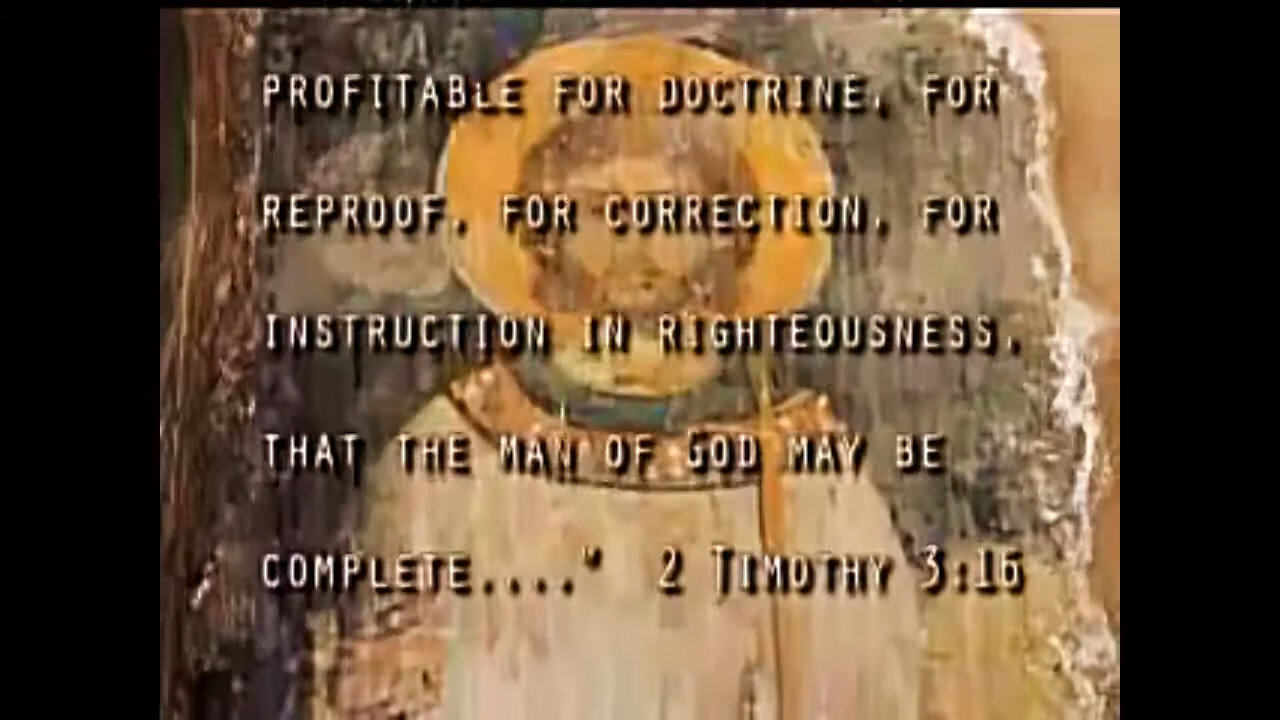 PROFITABLE FOR DOCTRINE, FOR
REPROOF, FOR CORRECTION, FOR
INSTRUCTION IN RIGHTEOUSNESS,
THAT THE MAN OF GOD MAY BE
COMPLETE...." 2 TIMOTHY 3:16